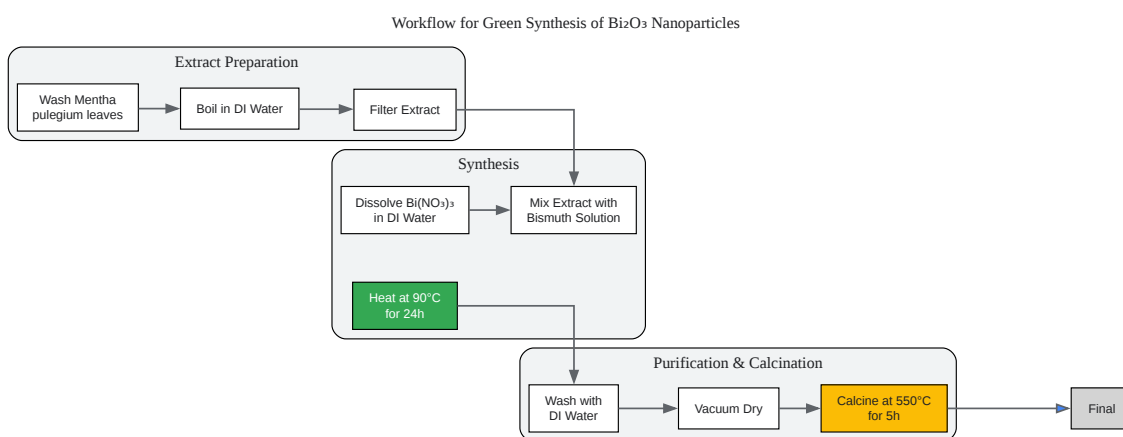 Workflow for Green Synthesis of Bi₂O₃ Nanoparticles
Extract Preparation
Wash Mentha
pulegium leaves
Boil in DI Water
Filter Extract
Synthesis
Dissolve Bi(NO₃)₃
in DI Water
Mix Extract with
Bismuth Solution
Heat at 90°C
for 24h
Purification & Calcination
Wash with
DI Water
Vacuum Dry
Calcine at 550°C
for 5h
Final